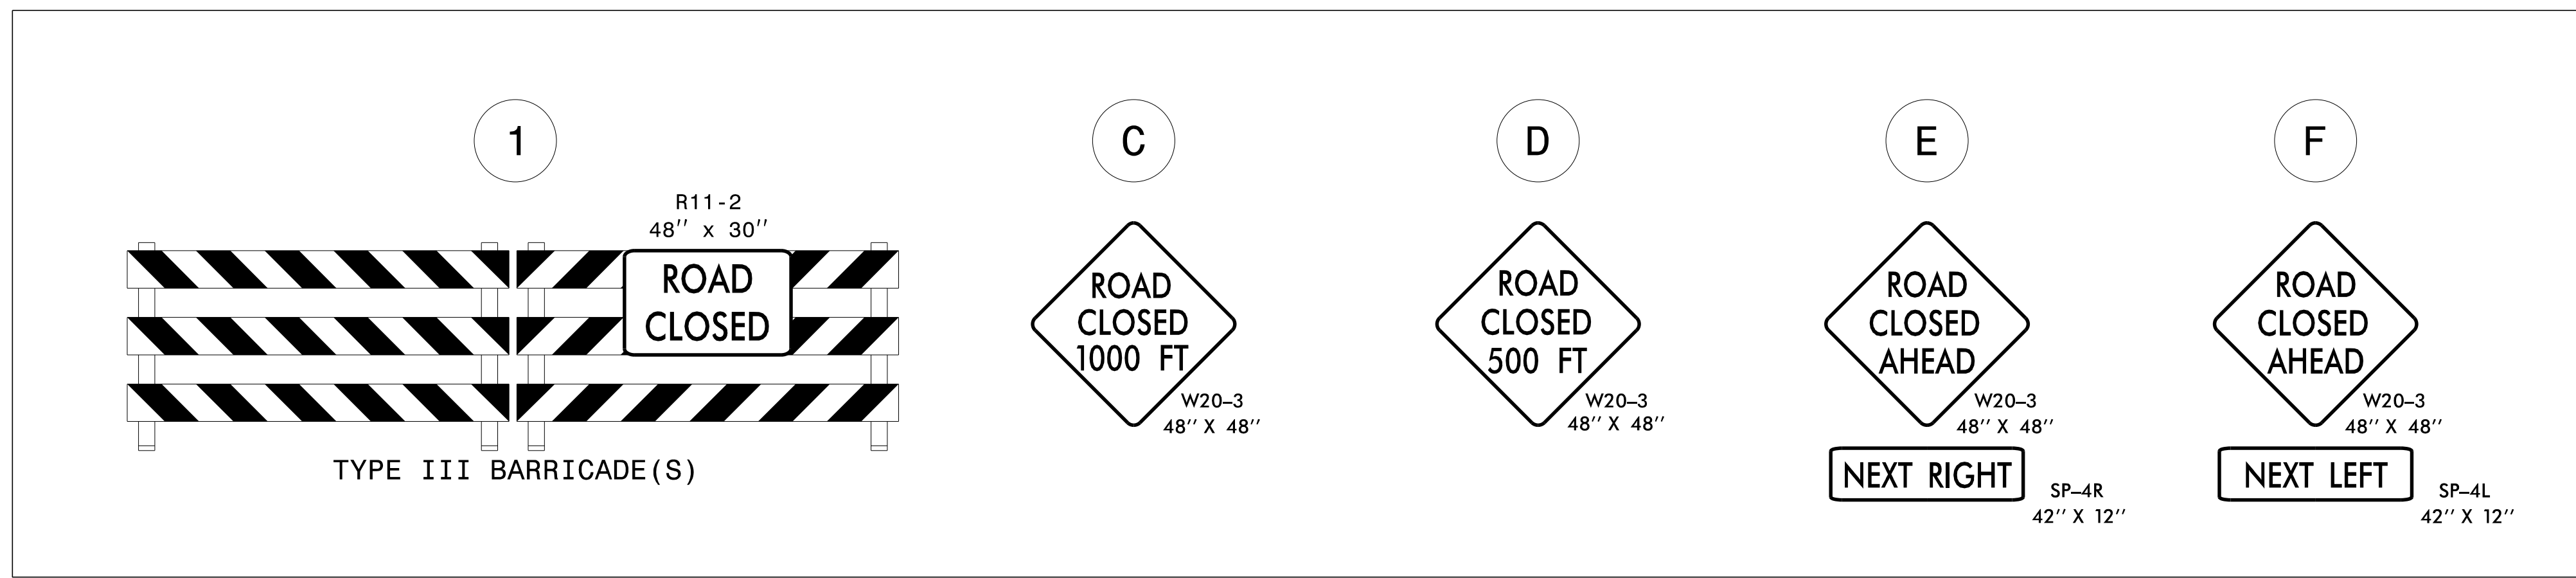 1
R11-2
48'' x 30''
ROAD
CLOSED
TYPE III BARRICADE(S)
C
ROAD
CLOSED
1000 FT
W20–3
48'' X 48''
D
ROAD
CLOSED
500 FT
W20–3
48'' X 48''
E
ROAD
CLOSED
AHEAD
W20–3
48'' X 48''
NEXT RIGHT
SP–4R
42'' X 12''
F
ROAD
CLOSED
AHEAD
W20–3
48'' X 48''
NEXT LEFT
SP–4L
42'' X 12''